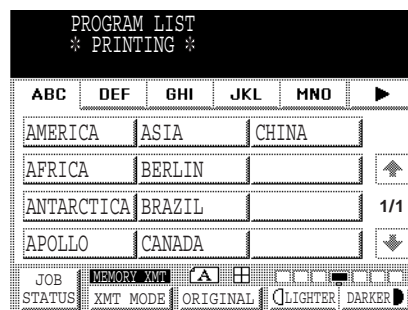 PROGRAM LIST
※ PRINTING ※
ABC DEF GHI JKL MNO
AMERICA ASIA CHINA
AFRICA BERLIN
ANTARCTICA BRAZIL 1/1
APOLLO CANADA
MEMORY XMT A
JOB STATUS XMT MODE ORIGINAL LIGHTER DARKER